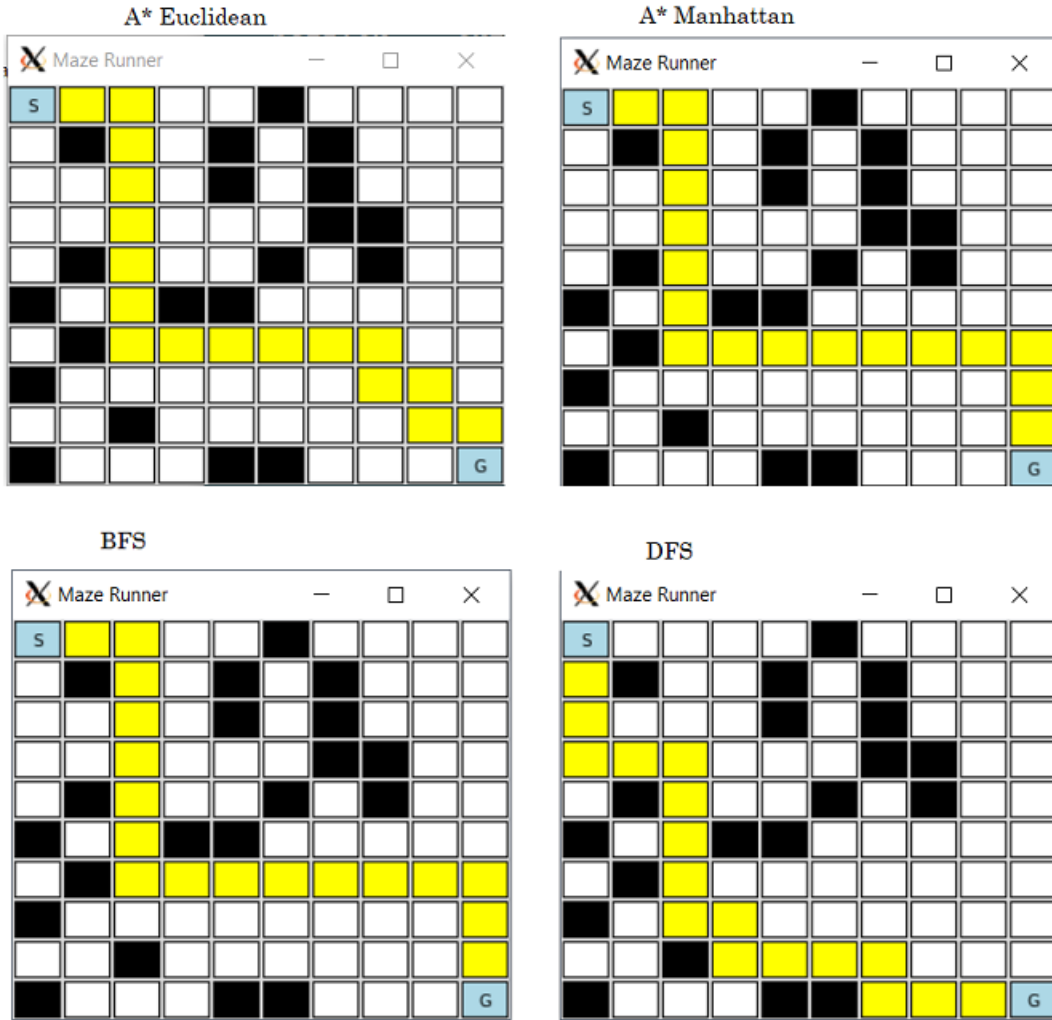 A* Euclidean
A* Manhattan
Maze Runner
Maze Runner
S
S
G
G
BFS
DFS
Maze Runner
Maze Runner
S
S
G
G